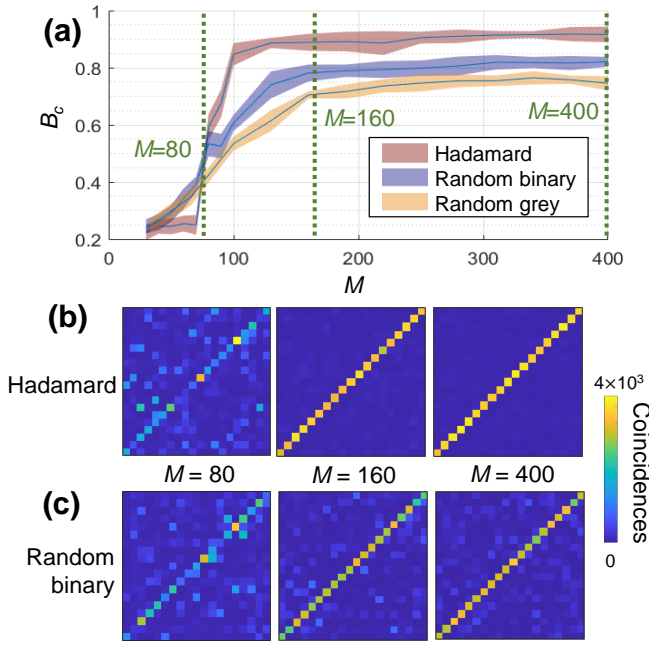 (a)
1
0.8
0.6
0.4
0.2
B_c
M=80
M=160
M=400
Hadamard
Random binary
Random grey
0 100 200 300 400
M
(b)
Hadamard
4×10³
Coincidences
0
M = 80 M = 160 M = 400
(c)
Random
binary